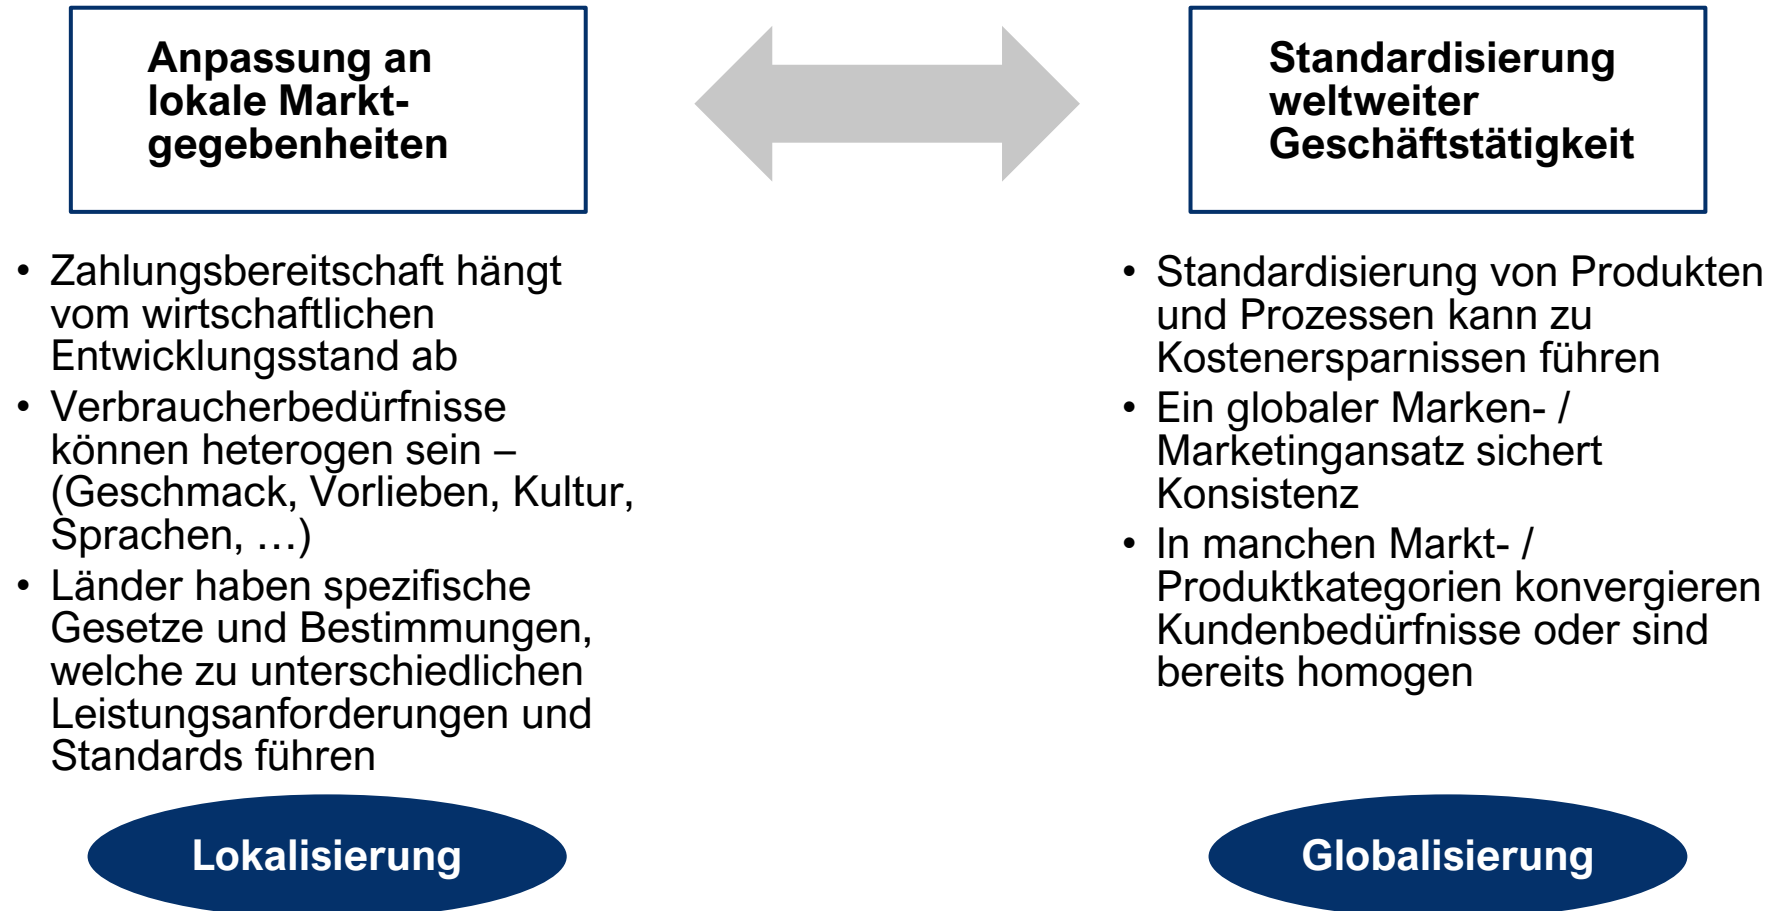 Anpassung an
lokale Markt-
gegebenheiten
Standardisierung
weltweiter
Geschäftstätigkeit
• Zahlungsbereitschaft hängt
vom wirtschaftlichen
Entwicklungsstand ab
• Verbraucherbedürfnisse
können heterogen sein –
(Geschmack, Vorlieben, Kultur,
Sprachen, …)
• Länder haben spezifische
Gesetze und Bestimmungen,
welche zu unterschiedlichen
Leistungsanforderungen und
Standards führen
• Standardisierung von Produkten
und Prozessen kann zu
Kostenersparnissen führen
• Ein globaler Marken- /
Marketingansatz sichert
Konsistenz
• In manchen Markt- /
Produktkategorien konvergieren
Kundenbedürfnisse oder sind
bereits homogen
Lokalisierung
Globalisierung